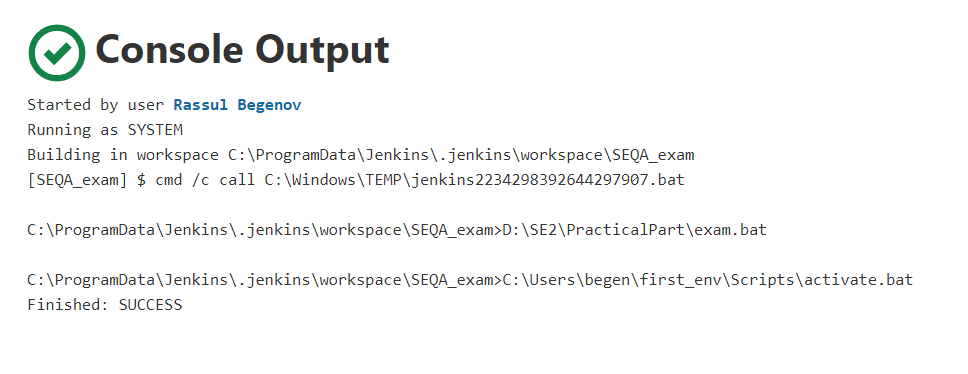 Console Output
Started by user Rassul Begenov
Running as SYSTEM
Building in workspace C:\ProgramData\Jenkins\.jenkins\workspace\SEQA_exam
[SEQA_exam] $ cmd /c call C:\Windows\TEMP\jenkins2234298392644297907.bat
C:\ProgramData\Jenkins\.jenkins\workspace\SEQA_exam>D:\SE2\PracticalPart\exam.bat
C:\ProgramData\Jenkins\.jenkins\workspace\SEQA_exam>C:\Users\begen\first_env\Scripts\activate.bat
Finished: SUCCESS